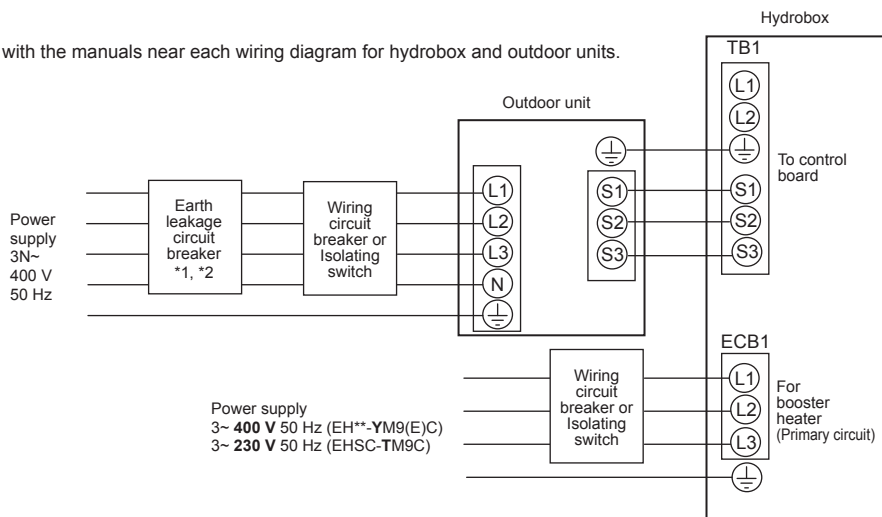 Hydrobox
with the manuals near each wiring diagram for hydrobox and outdoor units.
TB1
L1
L2
To control
board
S1
S2
S3
Outdoor unit
S1
S2
S3
L1
L2
L3
N
Power
supply
3N~
400 V
50 Hz
Earth
leakage
circuit
breaker
*1, *2
Wiring
circuit
breaker or
Isolating
switch
ECB1
L1
L2
L3
For
booster
heater
(Primary circuit)
Wiring
circuit
breaker or
Isolating
switch
Power supply
3~ 400 V 50 Hz (EH**-YM9(E)C)
3~ 230 V 50 Hz (EHSC-TM9C)